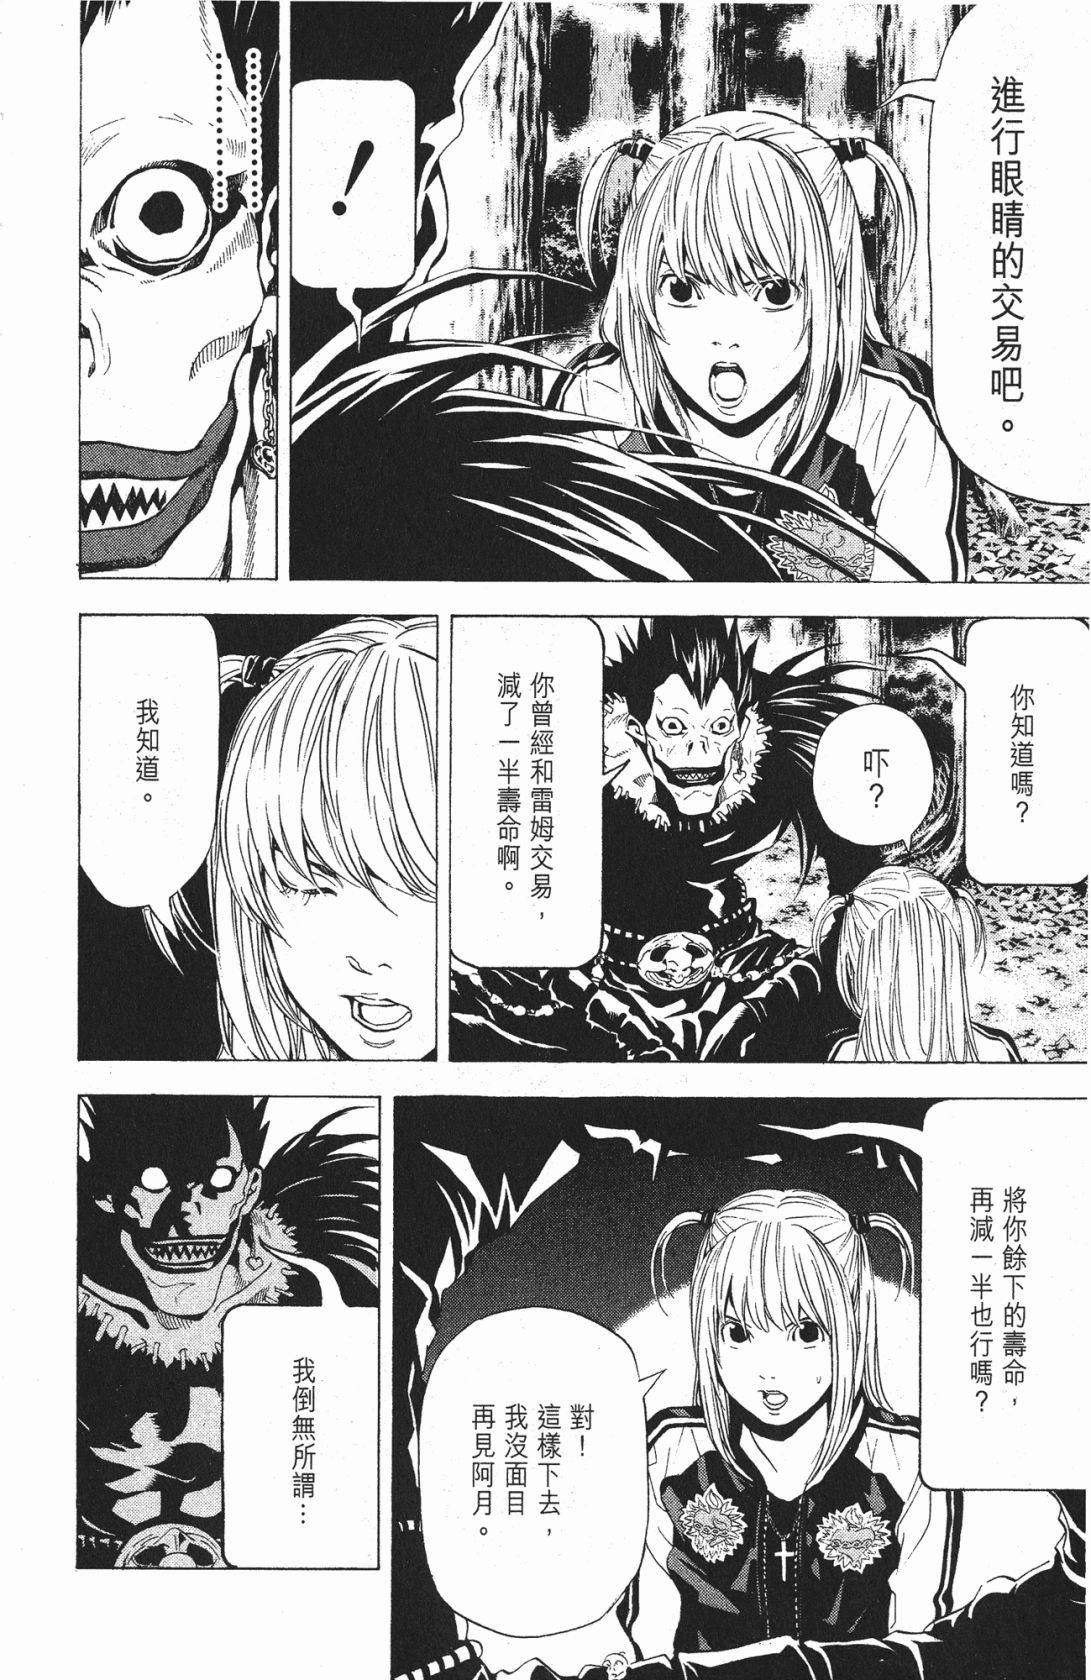 進行眼睛的交易吧。
！
你知道嗎？
吓？
你曾經和雷姆交易，
減了一半壽命啊。
我知道。
將你餘下的壽命，
再減一半也行嗎？
對！
這樣下去，
我沒面目
再見阿月。
我倒無所謂…